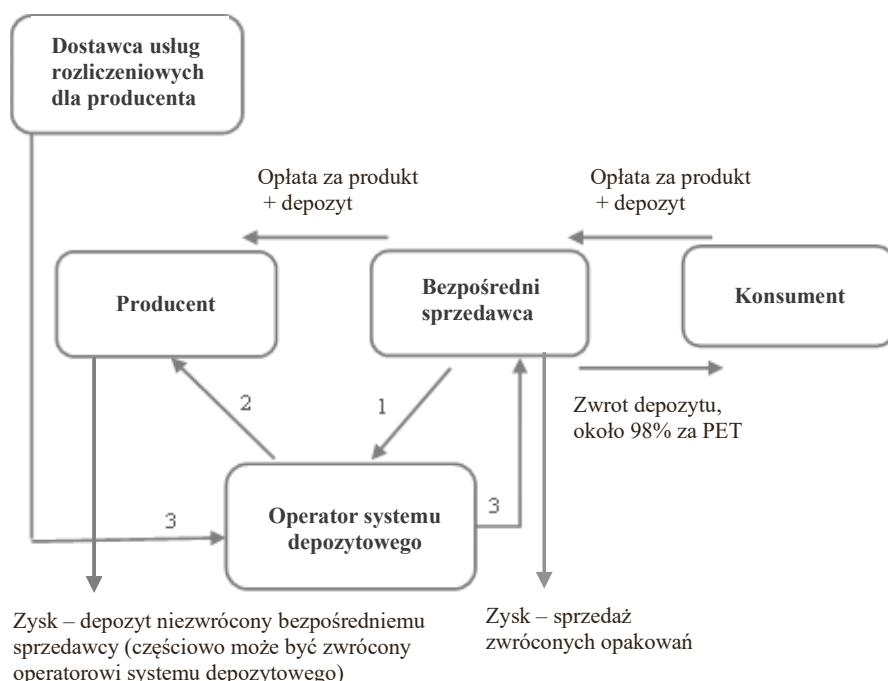 Dostawca usług
rozliczeniowych
dla producenta
Opłata za produkt
+ depozyt
Opłata za produkt
+ depozyt
Producent
Bezpośredni
sprzedawca
Konsument
2
1
Zwrot depozytu,
około 98% za PET
3
Operator systemu
depozytowego
3
Zysk – depozyt niezwrócony bezpośredniemu
sprzedawcy (częściowo może być zwrócony
operatorowi systemu depozytowego)
Zysk – sprzedaż
zwróconych opakowań